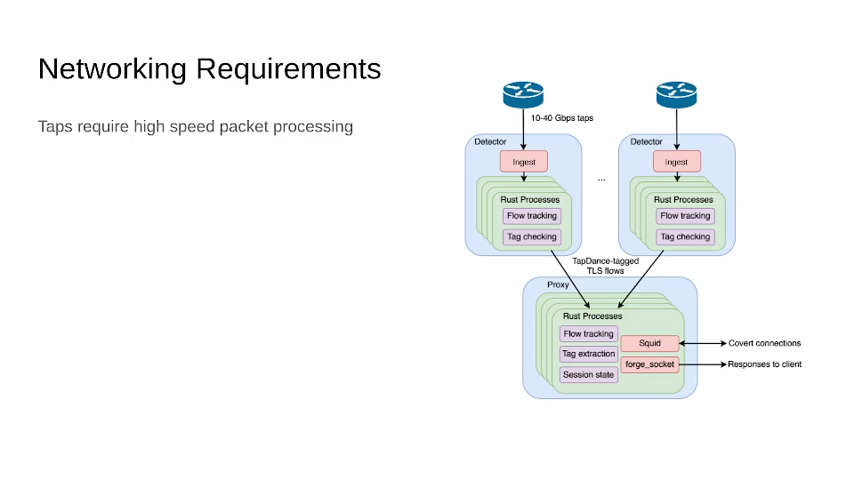 Networking Requirements
Taps require high speed packet processing
10-40 Gbps taps
Detector
Ingest
Rust Processes
Flow tracking
Tag checking
...
Detector
Ingest
Rust Processes
Flow tracking
Tag checking
TapDance-tagged
TLS flows
Proxy
Rust Processes
Flow tracking
Tag extraction
Session state
Squid
forge_socket
Covert connections
Responses to client